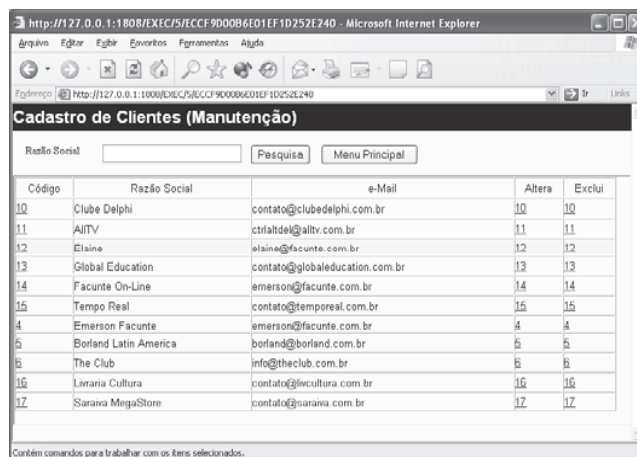 http://127.0.0.1:1808/EXEC/5/ECCF9D00B6E01EF1D252E240 - Microsoft Internet Explorer
Arquivo Editar Exibir Favoritos Ferramentas Ajuda
Endereço http://127.0.0.1:1808/EXEC/5/ECCF9D00B6E01EF1D252E240 Ir Links
Cadastro de Clientes (Manutenção)
Razão Social Pesquisa Menu Principal
Código Razão Social e-Mail Altera Exclui
10 Clube Delphi contato@clubedelphi.com.br 10 10
11 AllTV ctrlaltdel@alltv.com.br 11 11
12 Elaine elaine@facunte.com.br 12 12
13 Global Education contato@globaleducation.com.br 13 13
14 Facunte On-Line emerson@facunte.com.br 14 14
15 Tempo Real contato@temporeal.com.br 15 15
4 Emerson Facunte emerson@facunte.com.br 4 4
5 Borland Latin America borland@borland.com.br 5 5
6 The Club info@theclub.com.br 6 6
16 Livraria Cultura contato@livcultura.com.br 16 16
17 Saraiva MegaStore contato@saraiva.com.br 17 17
Contém comandos para trabalhar com os itens selecionados.